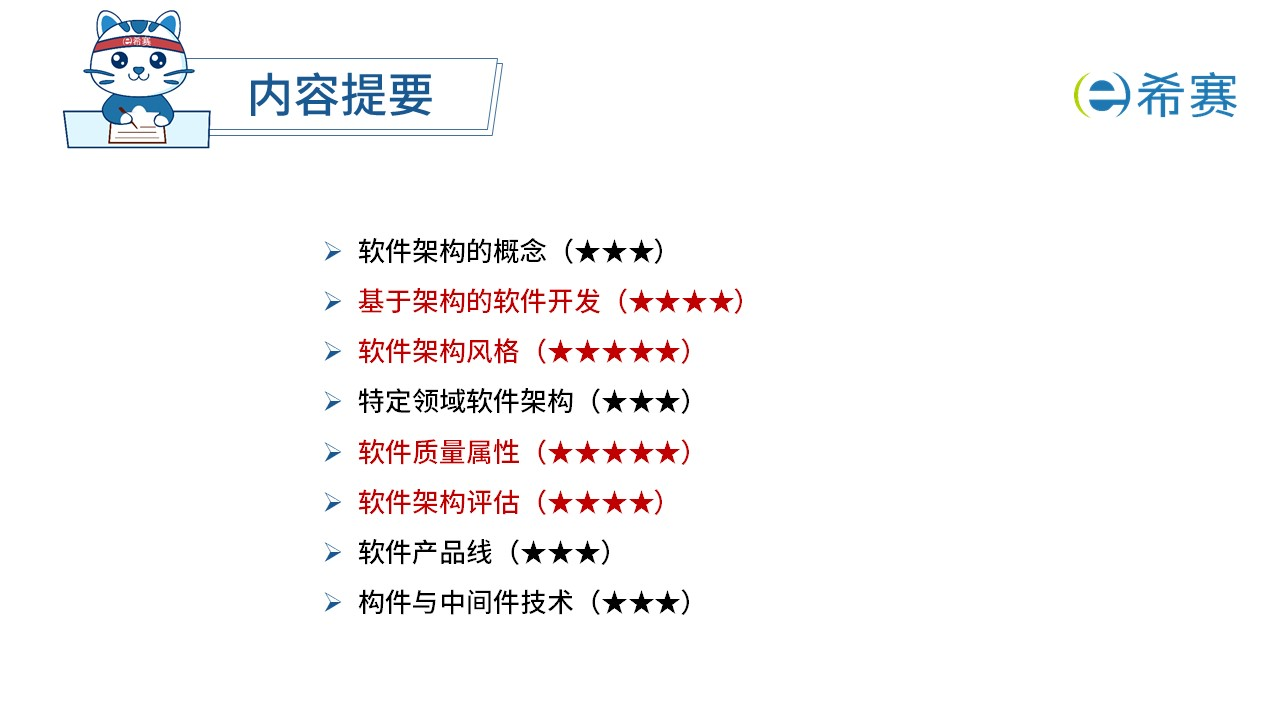 希赛
内容提要
希赛
软件架构的概念（★★★）
基于架构的软件开发（★★★★）
软件架构风格（★★★★★）
特定领域软件架构（★★★）
软件质量属性（★★★★★）
软件架构评估（★★★★）
软件产品线（★★★）
构件与中间件技术（★★★）